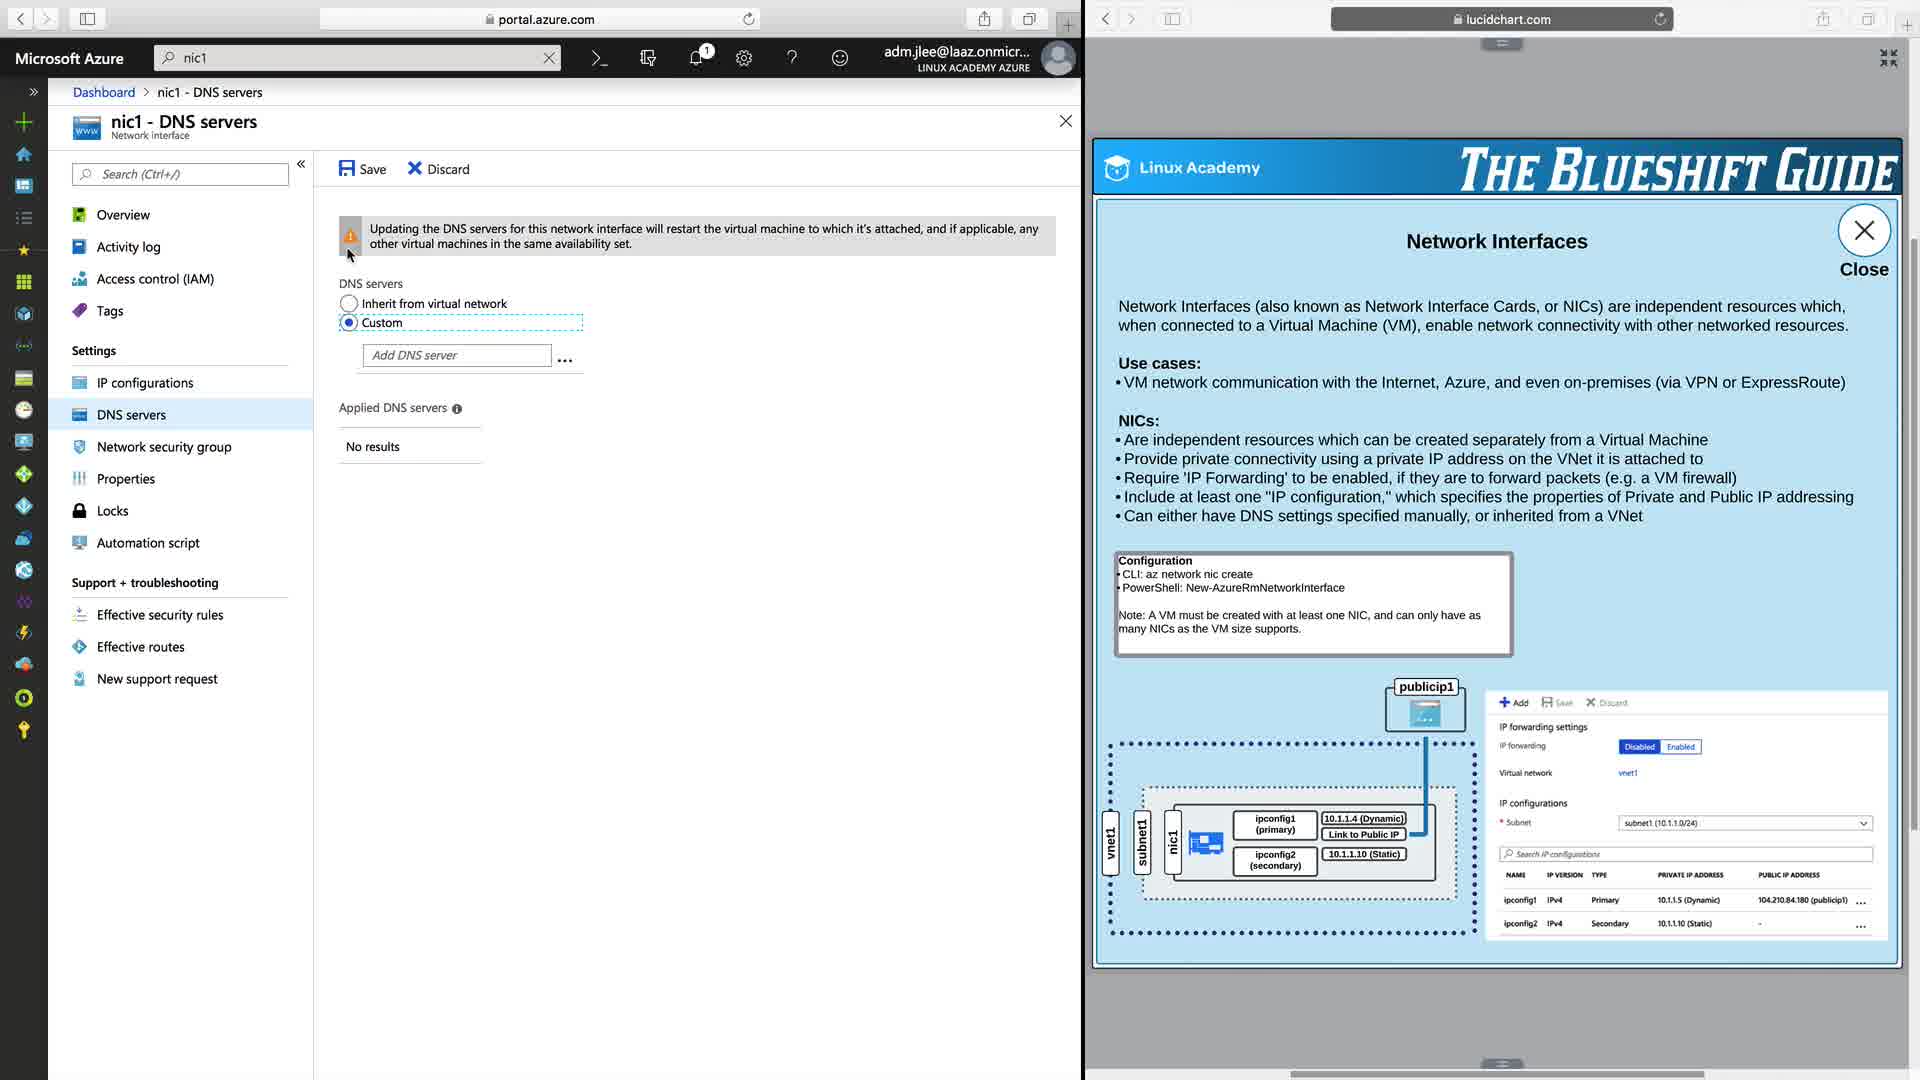 portal.azure.com
Microsoft Azure
nic1
1
adm.jlee@laaz.onmicr...
LINUX ACADEMY AZURE
Dashboard > nic1 - DNS servers
nic1 - DNS servers
Network interface
Search (Ctrl+/)
Overview
Activity log
Access control (IAM)
Tags
Settings
IP configurations
DNS servers
Network security group
Properties
Locks
Automation script
Support + troubleshooting
Effective security rules
Effective routes
New support request
Save
Discard
Updating the DNS servers for this network interface will restart the virtual machine to which it's attached, and if applicable, any
other virtual machines in the same availability set.
DNS servers
Inherit from virtual network
Custom
Add DNS server
...
Applied DNS servers
No results
lucidchart.com
Linux Academy
THE BLUESHIFT GUIDE
Network Interfaces
Close
Network Interfaces (also known as Network Interface Cards, or NICs) are independent resources which,
when connected to a Virtual Machine (VM), enable network connectivity with other networked resources.
Use cases:
• VM network communication with the Internet, Azure, and even on-premises (via VPN or ExpressRoute)
NICs:
• Are independent resources which can be created separately from a Virtual Machine
• Provide private connectivity using a private IP address on the VNet it is attached to
• Require 'IP Forwarding' to be enabled, if they are to forward packets (e.g. a VM firewall)
• Include at least one "IP configuration," which specifies the properties of Private and Public IP addressing
• Can either have DNS settings specified manually, or inherited from a VNet
Configuration
• CLI: az network nic create
• PowerShell: New-AzureRmNetworkInterface
Note: A VM must be created with at least one NIC, and can only have as
many NICs as the VM size supports.
publicip1
vnet1
subnet1
nic1
ipconfig1
(primary)
10.1.1.4 (Dynamic)
Link to Public IP
ipconfig2
(secondary)
10.1.1.10 (Static)
Add
Save
Discard
IP forwarding settings
IP forwarding
Disabled
Enabled
Virtual network
vnet1
IP configurations
* Subnet
subnet1 (10.1.1.0/24)
Search IP configurations
NAME IP VERSION TYPE PRIVATE IP ADDRESS PUBLIC IP ADDRESS
ipconfig1 IPv4 Primary 10.1.1.5 (Dynamic) 104.210.84.180 (publicip1) ...
ipconfig2 IPv4 Secondary 10.1.1.10 (Static) - ...